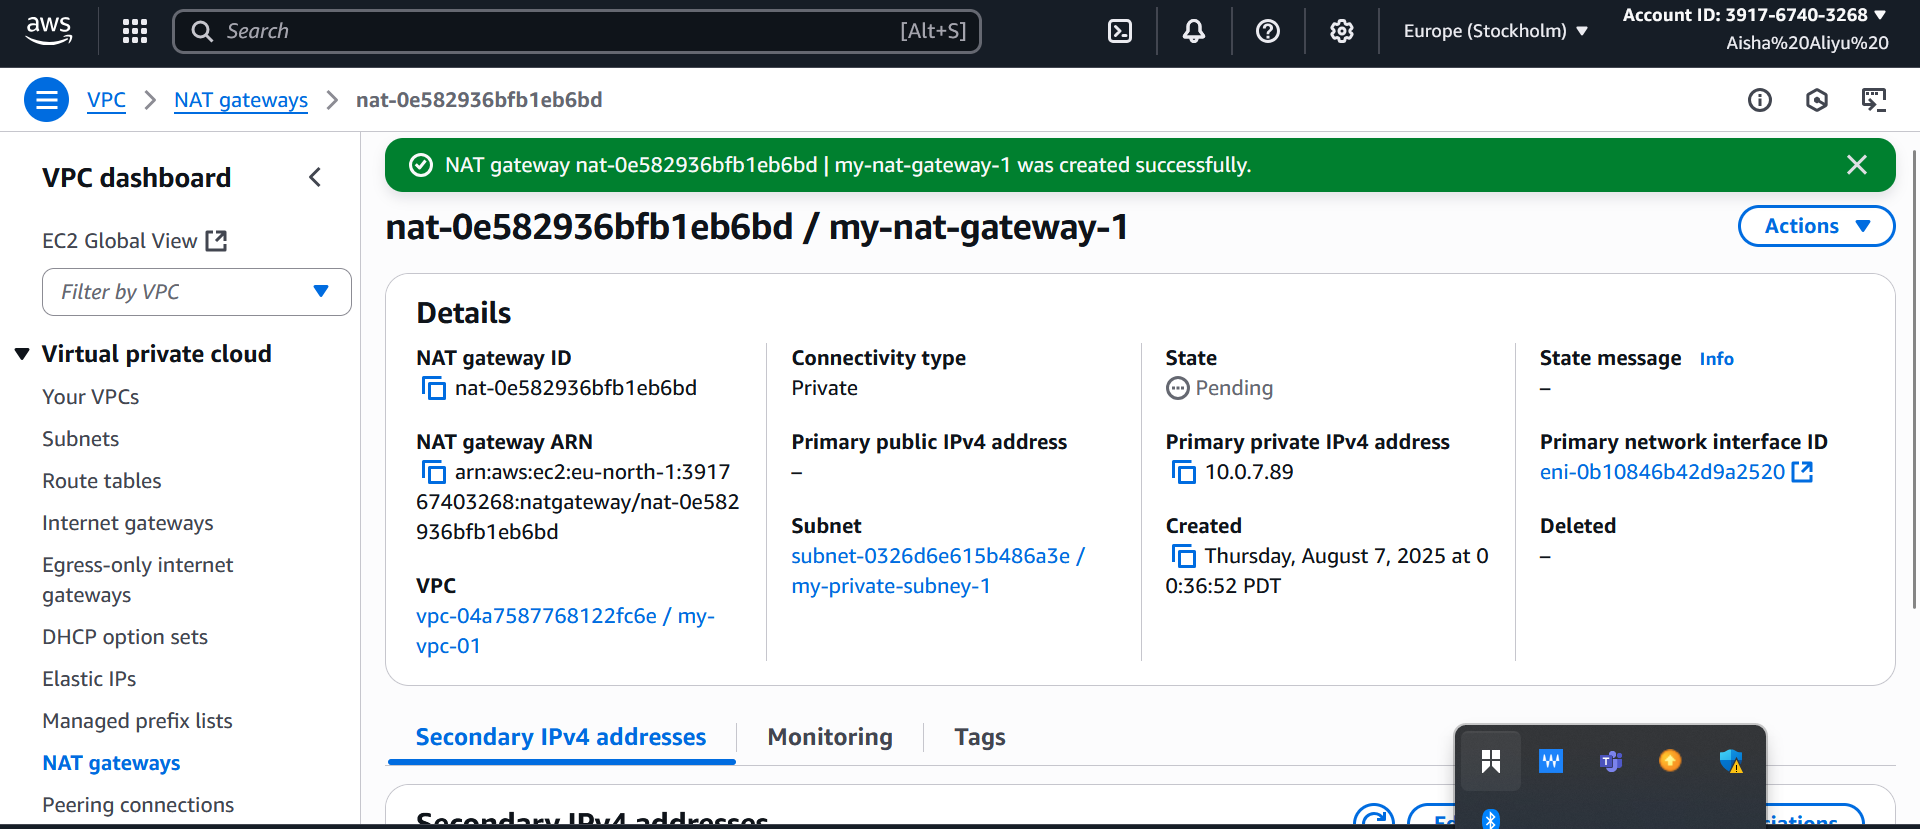 aws
Search
[Alt+S]
Europe (Stockholm)
Account ID: 3917-6740-3268
Aisha%20Aliyu%20
VPC
NAT gateways
nat-0e582936bfb1eb6bd
VPC dashboard
EC2 Global View
Filter by VPC
Virtual private cloud
Your VPCs
Subnets
Route tables
Internet gateways
Egress-only internet
gateways
DHCP option sets
Elastic IPs
Managed prefix lists
NAT gateways
Peering connections
NAT gateway nat-0e582936bfb1eb6bd | my-nat-gateway-1 was created successfully.
nat-0e582936bfb1eb6bd / my-nat-gateway-1
Actions
Details
NAT gateway ID
nat-0e582936bfb1eb6bd
NAT gateway ARN
arn:aws:ec2:eu-north-1:3917
67403268:natgateway/nat-0e582
936bfb1eb6bd
VPC
vpc-04a7587768122fc6e / my-
vpc-01
Connectivity type
Private
Primary public IPv4 address
–
Subnet
subnet-0326d6e615b486a3e /
my-private-subney-1
State
Pending
Primary private IPv4 address
10.0.7.89
Created
Thursday, August 7, 2025 at 0
0:36:52 PDT
State message
Info
–
Primary network interface ID
eni-0b10846b42d9a2520
Deleted
–
Secondary IPv4 addresses
Monitoring
Tags
Secondary IPv4 addresses